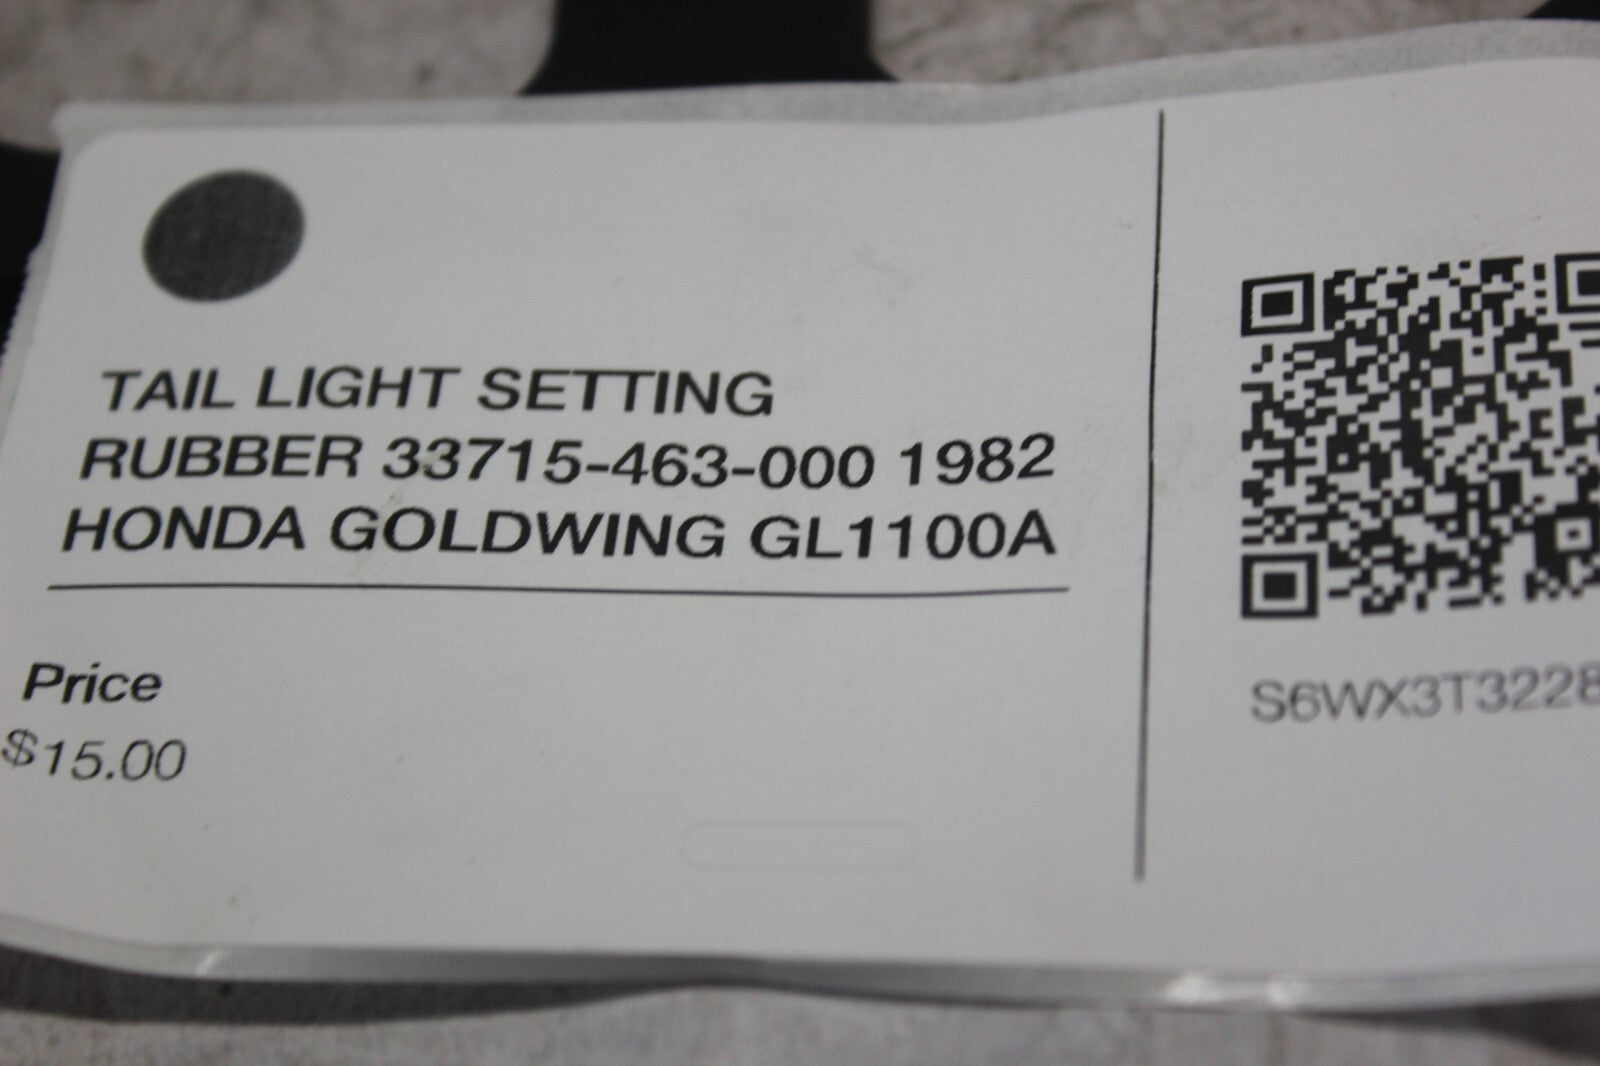 TAIL LIGHT SETTING
RUBBER 33715-463-000 1982
HONDA GOLDWING GL1100A
Price
$15.00
S6WX3T3228